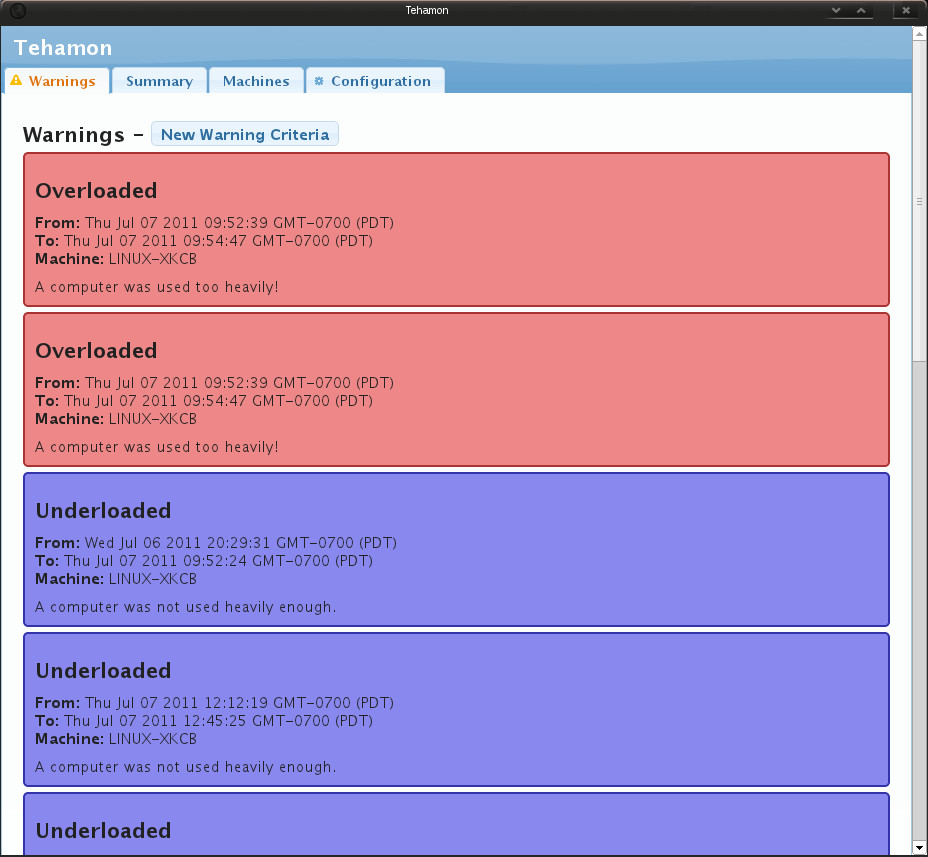 Tehamon
Tehamon
Warnings Summary Machines Configuration
Warnings – New Warning Criteria
Overloaded
From: Thu Jul 07 2011 09:52:39 GMT-0700 (PDT)
To: Thu Jul 07 2011 09:54:47 GMT-0700 (PDT)
Machine: LINUX-XKCB
A computer was used too heavily!
Overloaded
From: Thu Jul 07 2011 09:52:39 GMT-0700 (PDT)
To: Thu Jul 07 2011 09:54:47 GMT-0700 (PDT)
Machine: LINUX-XKCB
A computer was used too heavily!
Underloaded
From: Wed Jul 06 2011 20:29:31 GMT-0700 (PDT)
To: Thu Jul 07 2011 09:52:24 GMT-0700 (PDT)
Machine: LINUX-XKCB
A computer was not used heavily enough.
Underloaded
From: Thu Jul 07 2011 12:12:19 GMT-0700 (PDT)
To: Thu Jul 07 2011 12:45:25 GMT-0700 (PDT)
Machine: LINUX-XKCB
A computer was not used heavily enough.
Underloaded